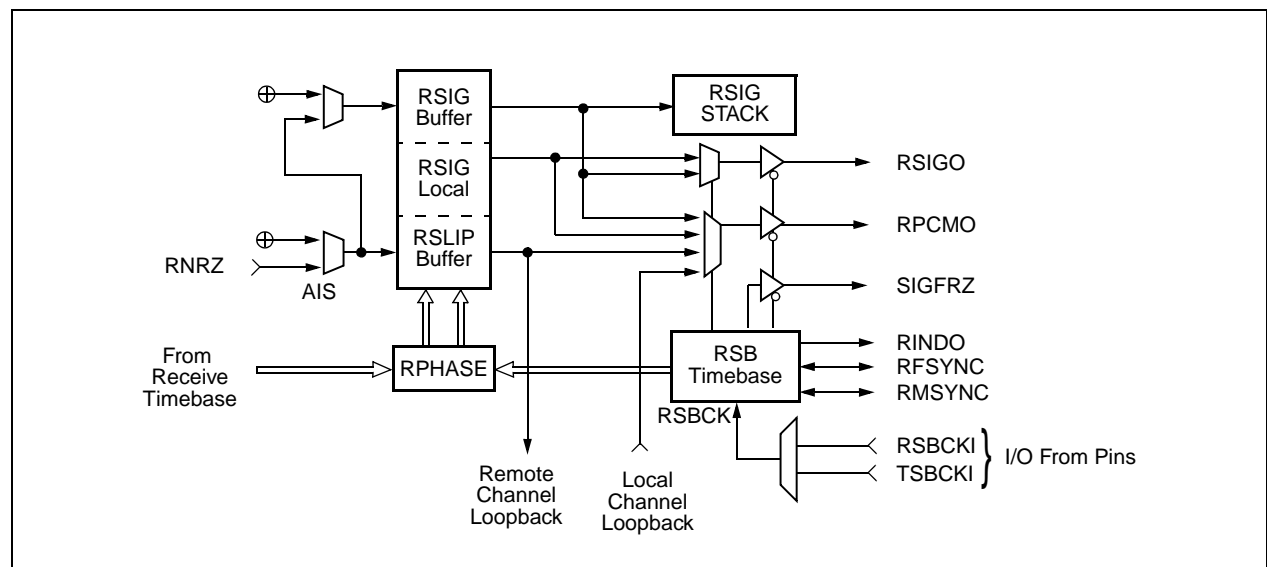 RSIG
Buffer
RSIG
STACK
RSIG
Local
RSIGO
RPCMO
RSLIP
Buffer
RNRZ
AIS
SIGFRZ
From
Receive
Timebase
RPHASE
RSB
Timebase
RINDO
RFSYNC
RMSYNC
RSBCK
RSBCKI
TSBCKI
I/O From Pins
Remote
Channel
Loopback
Local
Channel
Loopback